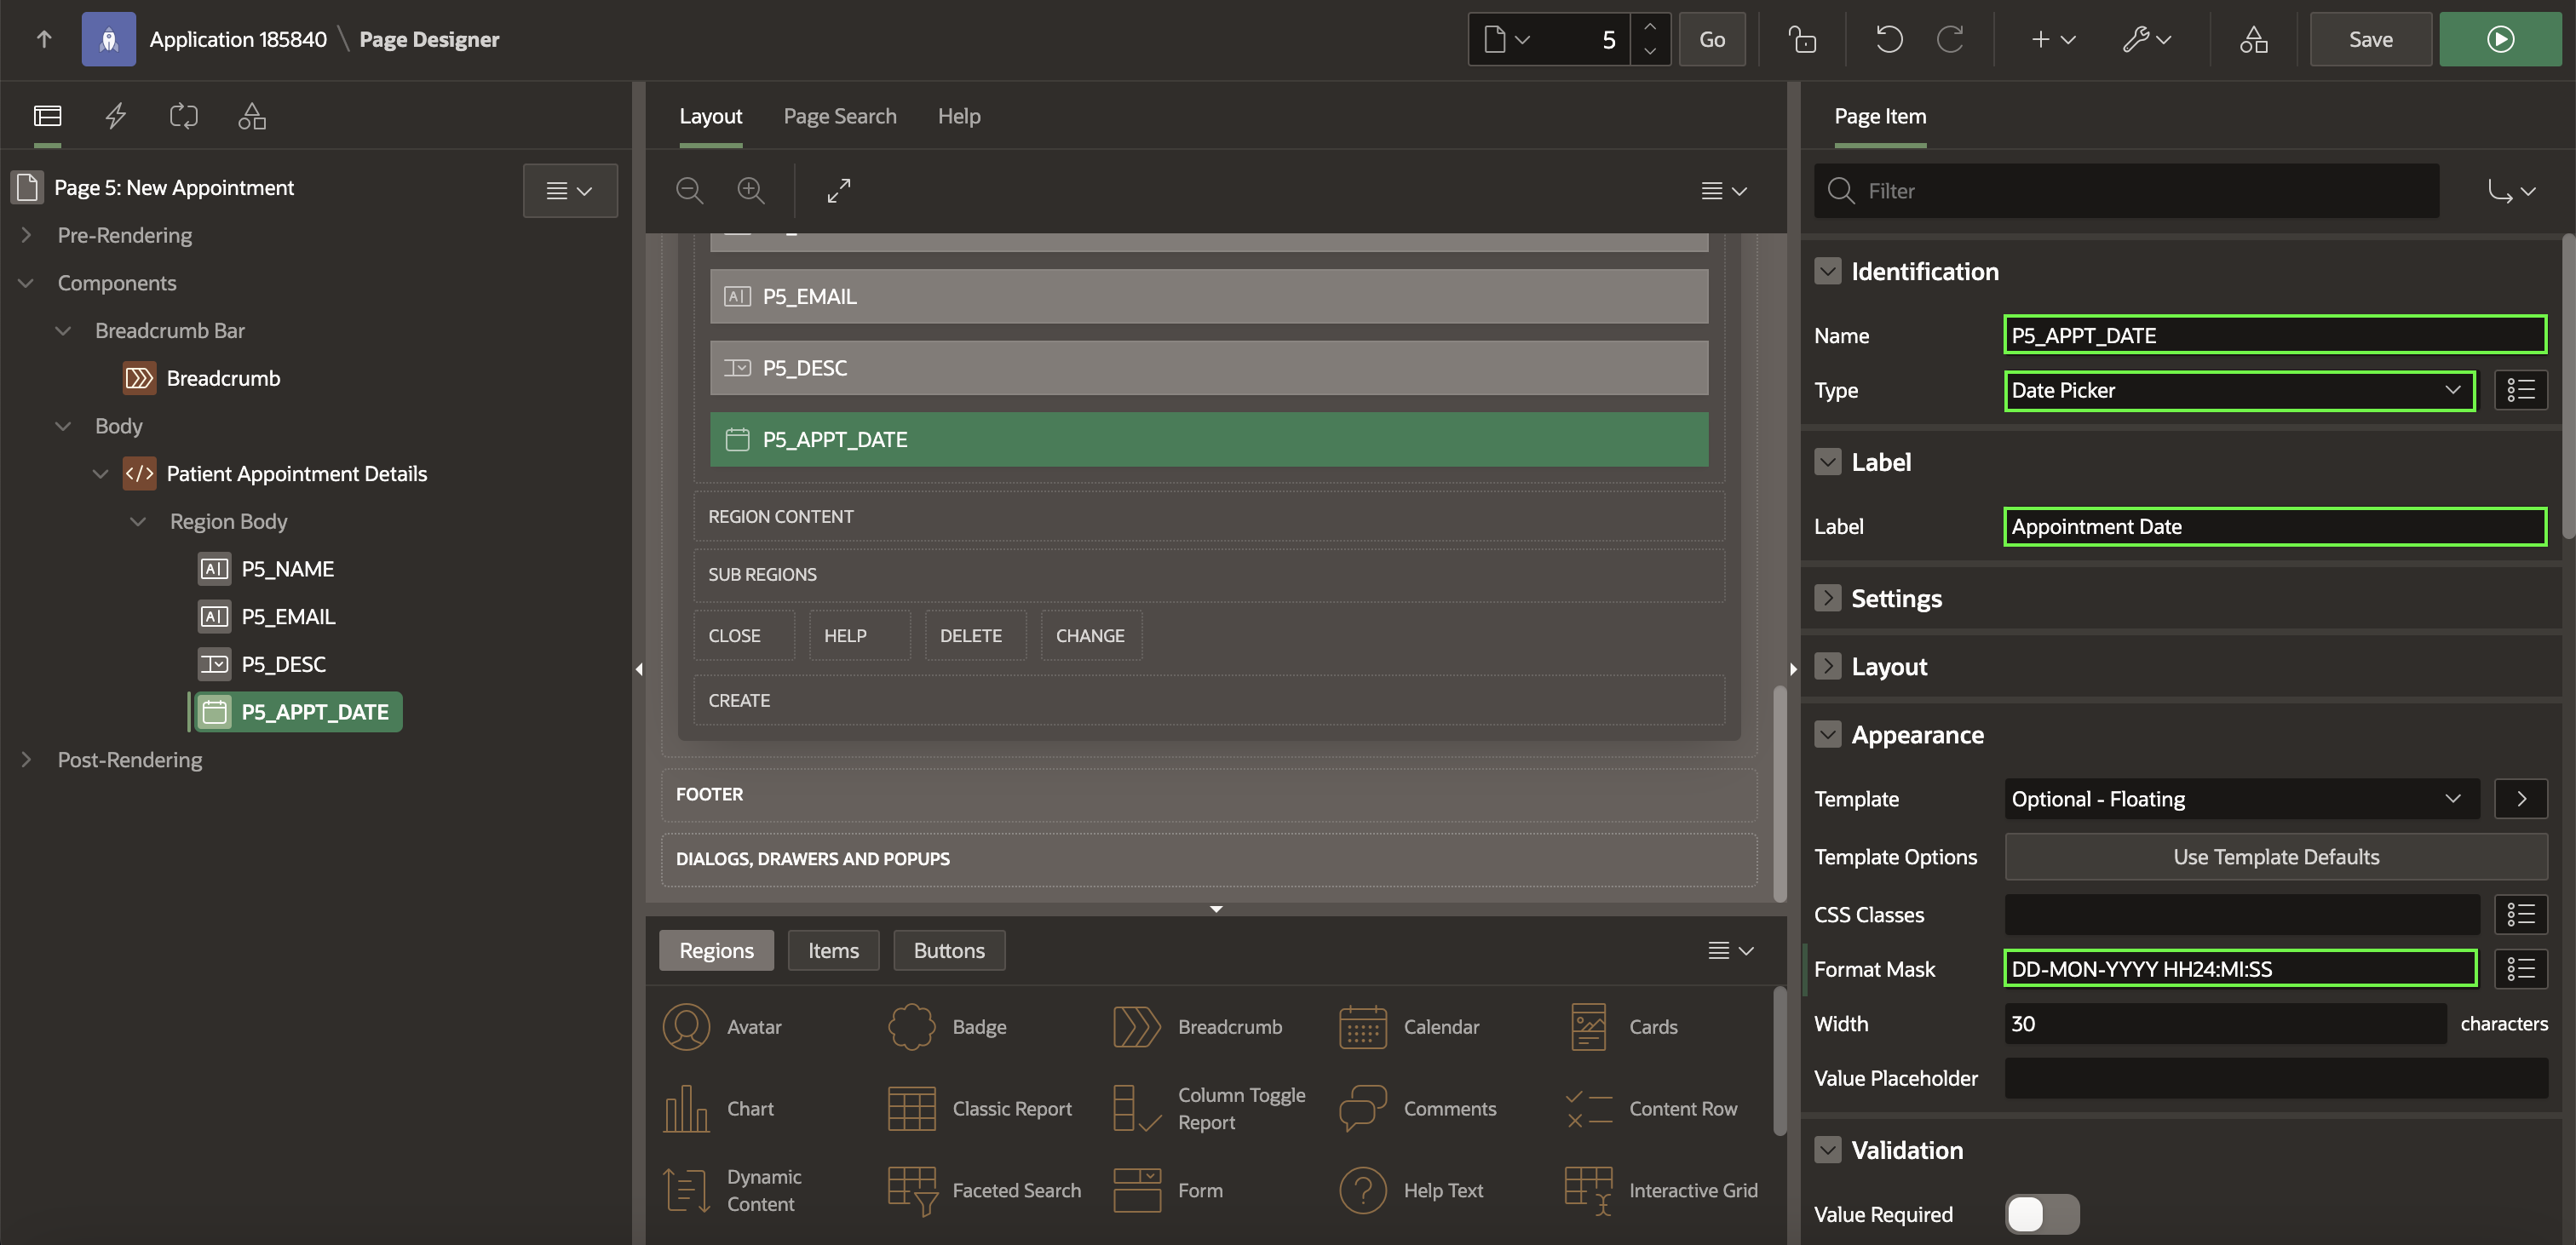 Application 185840 \ Page Designer
5
Go
Save
Page 5: New Appointment
Pre-Rendering
Components
Breadcrumb Bar
Breadcrumb
Body
Patient Appointment Details
Region Body
P5_NAME
P5_EMAIL
P5_DESC
P5_APPT_DATE
Post-Rendering
Layout
Page Search
Help
P5_EMAIL
P5_DESC
P5_APPT_DATE
REGION CONTENT
SUB REGIONS
CLOSE
HELP
DELETE
CHANGE
CREATE
FOOTER
DIALOGS, DRAWERS AND POPUPS
Regions
Items
Buttons
Avatar
Badge
Breadcrumb
Calendar
Cards
Chart
Classic Report
Column Toggle
Report
Comments
Content Row
Dynamic
Content
Faceted Search
Form
Help Text
Interactive Grid
Page Item
Filter
Identification
Name P5_APPT_DATE
Type Date Picker
Label
Label Appointment Date
Settings
Layout
Appearance
Template Optional - Floating
Template Options Use Template Defaults
CSS Classes
Format Mask DD-MON-YYYY HH24:MI:SS
Width 30 characters
Value Placeholder
Validation
Value Required